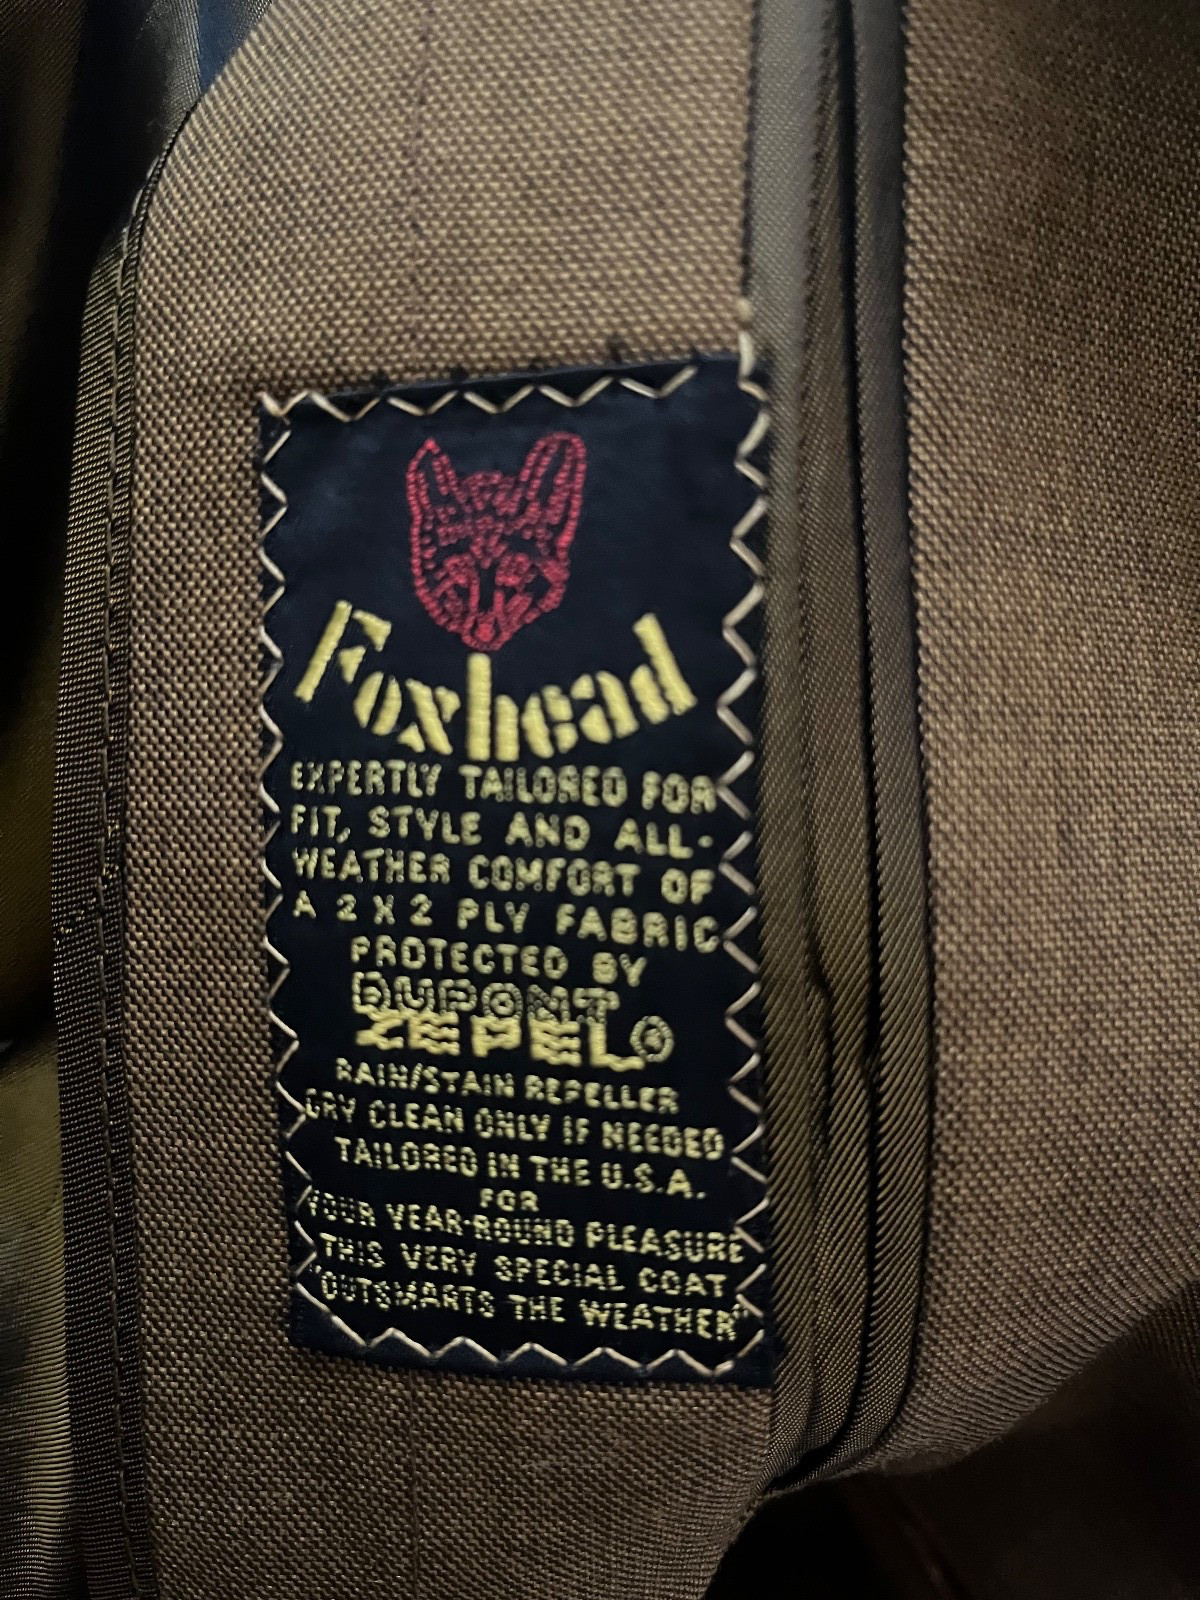 Foxhead
EXPERTLY TAILORED FOR
FIT, STYLE AND ALL-
WEATHER COMFORT OF
A 2 X 2 PLY FABRIC
PROTECTED BY
DUPONT
ZEPEL®
RAIN/STAIN REPELLER
DRY CLEAN ONLY IF NEEDED
TAILORED IN THE U.S.A.
FOR
YOUR YEAR-ROUND PLEASURE
THIS VERY SPECIAL COAT
"OUTSMARTS THE WEATHER"